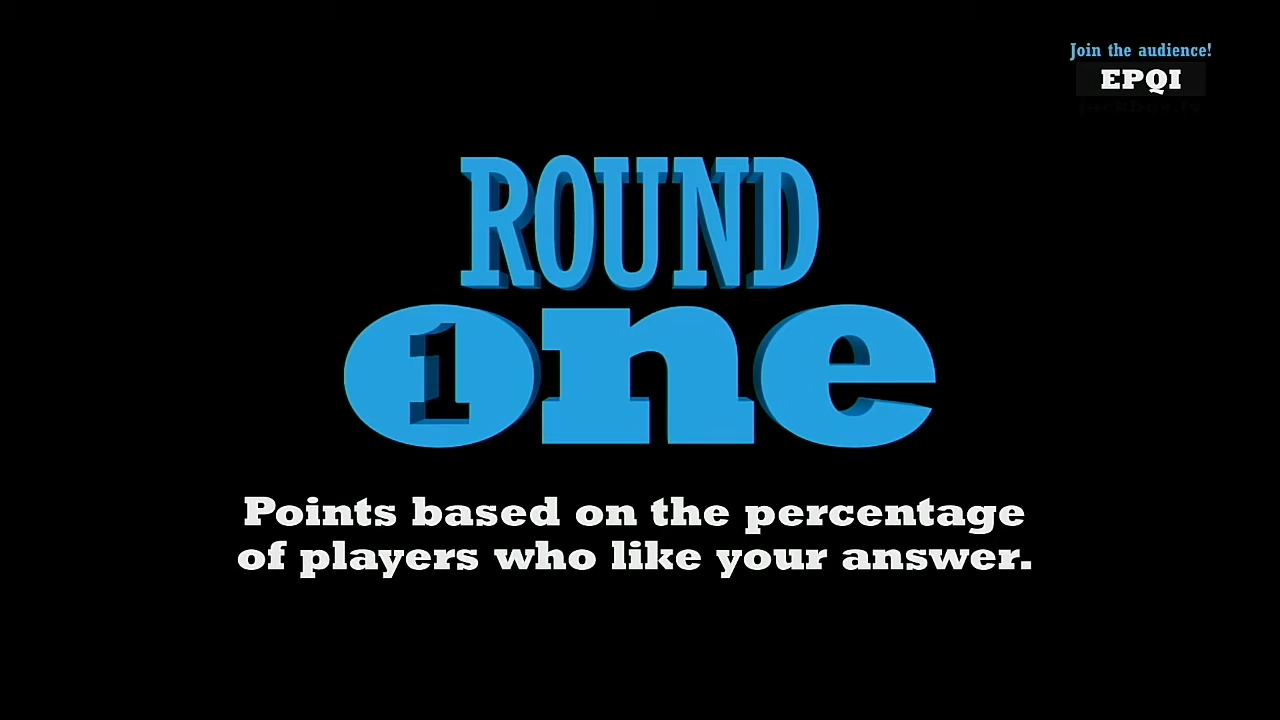 Join the audience!
EPQI
ROUND
One
1
Points based on the percentage
of players who like your answer.